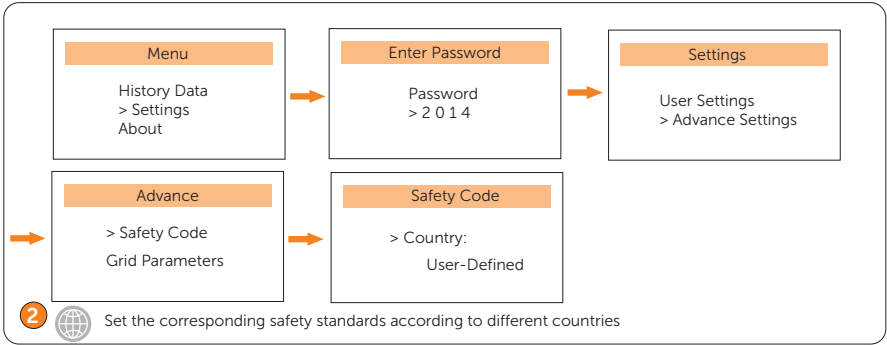 Menu
History Data
> Settings
About
Enter Password
Password
> 2 0 1 4
Settings
User Settings
> Advance Settings
Advance
> Safety Code
Grid Parameters
Safety Code
> Country:
User-Defined
2
Set the corresponding safety standards according to different countries